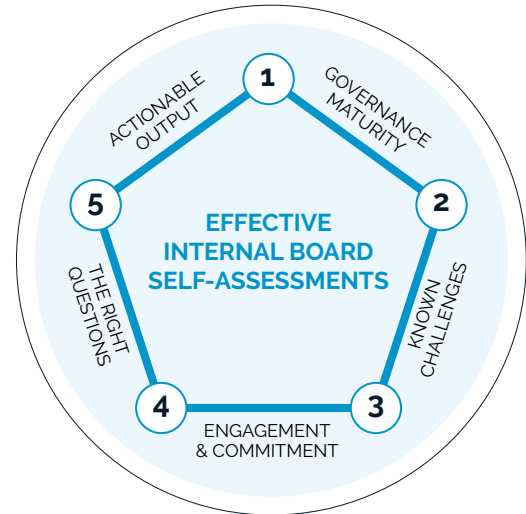 1
GOVERNANCE
MATURITY
2
KNOWN
CHALLENGES
3
ENGAGEMENT
& COMMITMENT
4
THE RIGHT
QUESTIONS
5
ACTIONABLE
OUTPUT
EFFECTIVE
INTERNAL BOARD
SELF-ASSESSMENTS